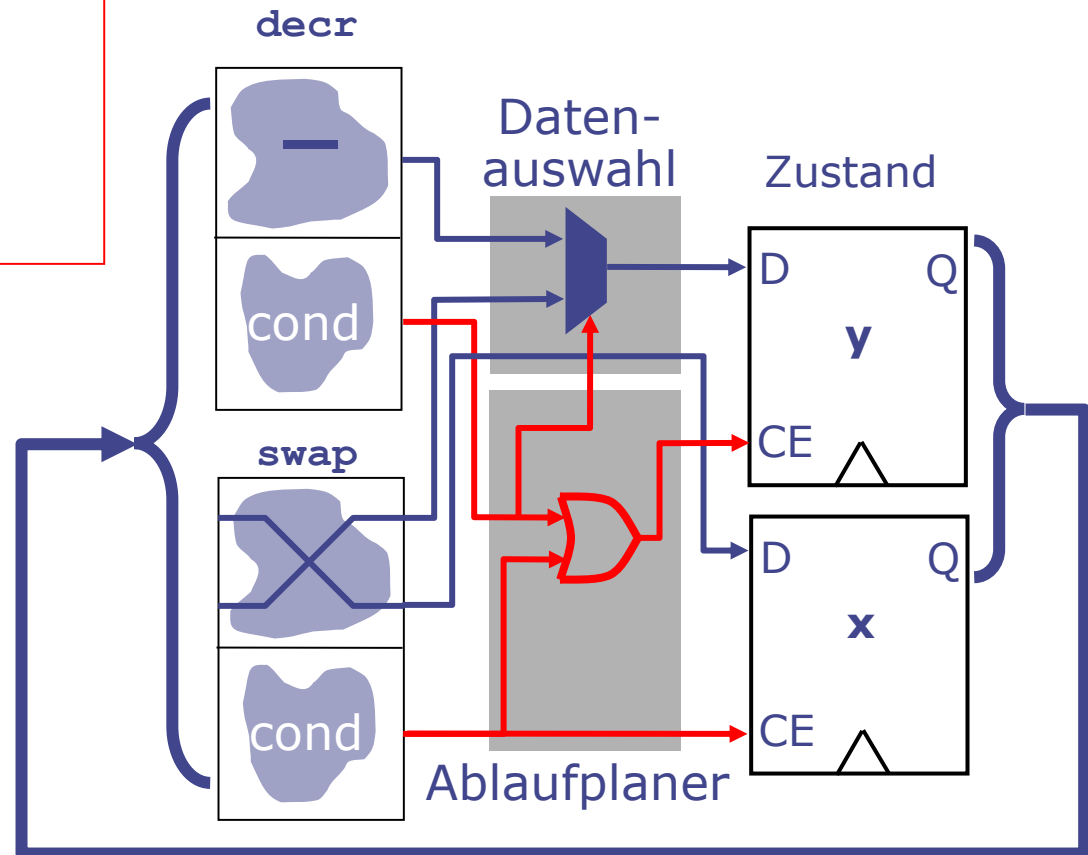 decr
Daten-
auswahl
Zustand
D
Q
y
CE
cond
swap
D
Q
x
CE
cond
Ablaufplaner